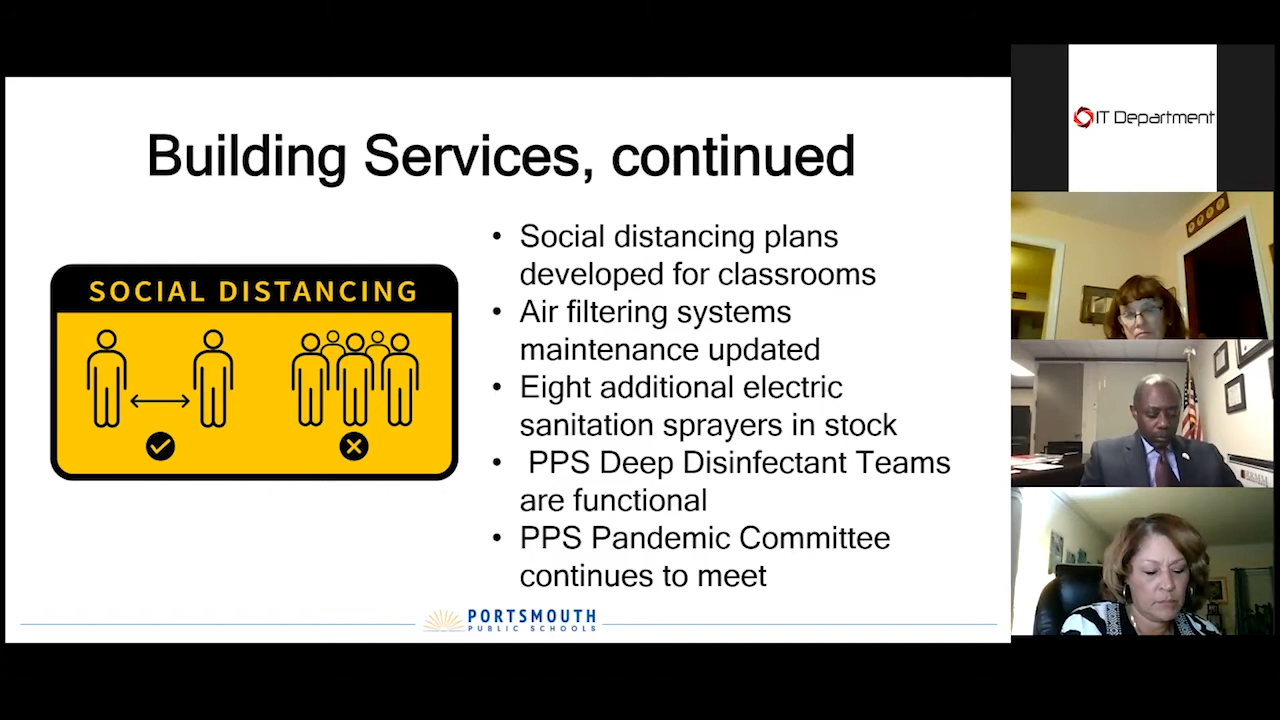 Building Services, continued
SOCIAL DISTANCING
• Social distancing plans
developed for classrooms
• Air filtering systems
maintenance updated
• Eight additional electric
sanitation sprayers in stock
• PPS Deep Disinfectant Teams
are functional
• PPS Pandemic Committee
continues to meet
PORTSMOUTH
PUBLIC SCHOOLS
IT Department